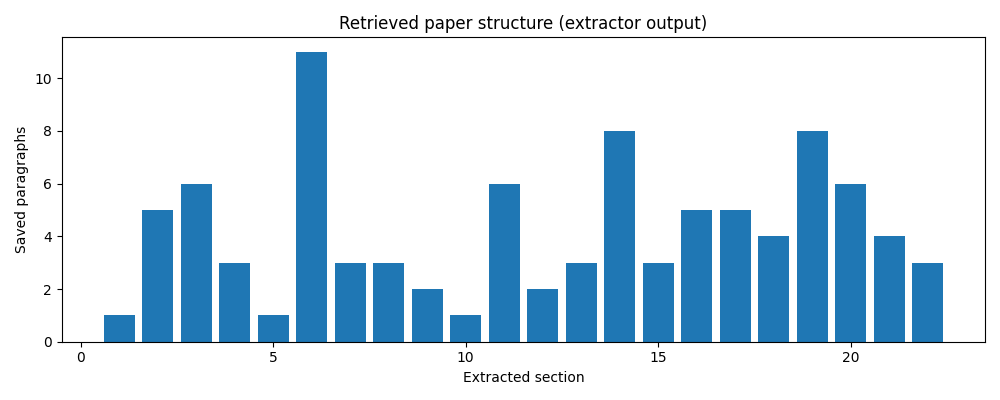 Retrieved paper structure (extractor output)
Saved paragraphs
10
8
6
4
2
0
0 5 10 15 20
Extracted section